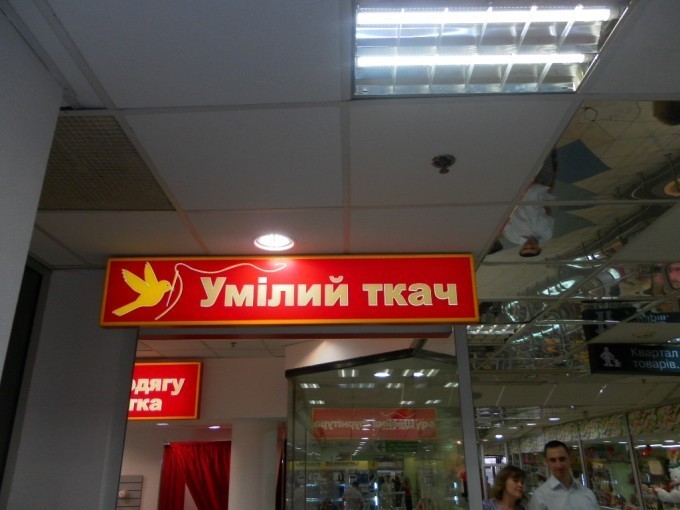 Умілий ткач
одягу
тка
Квартал
товарів